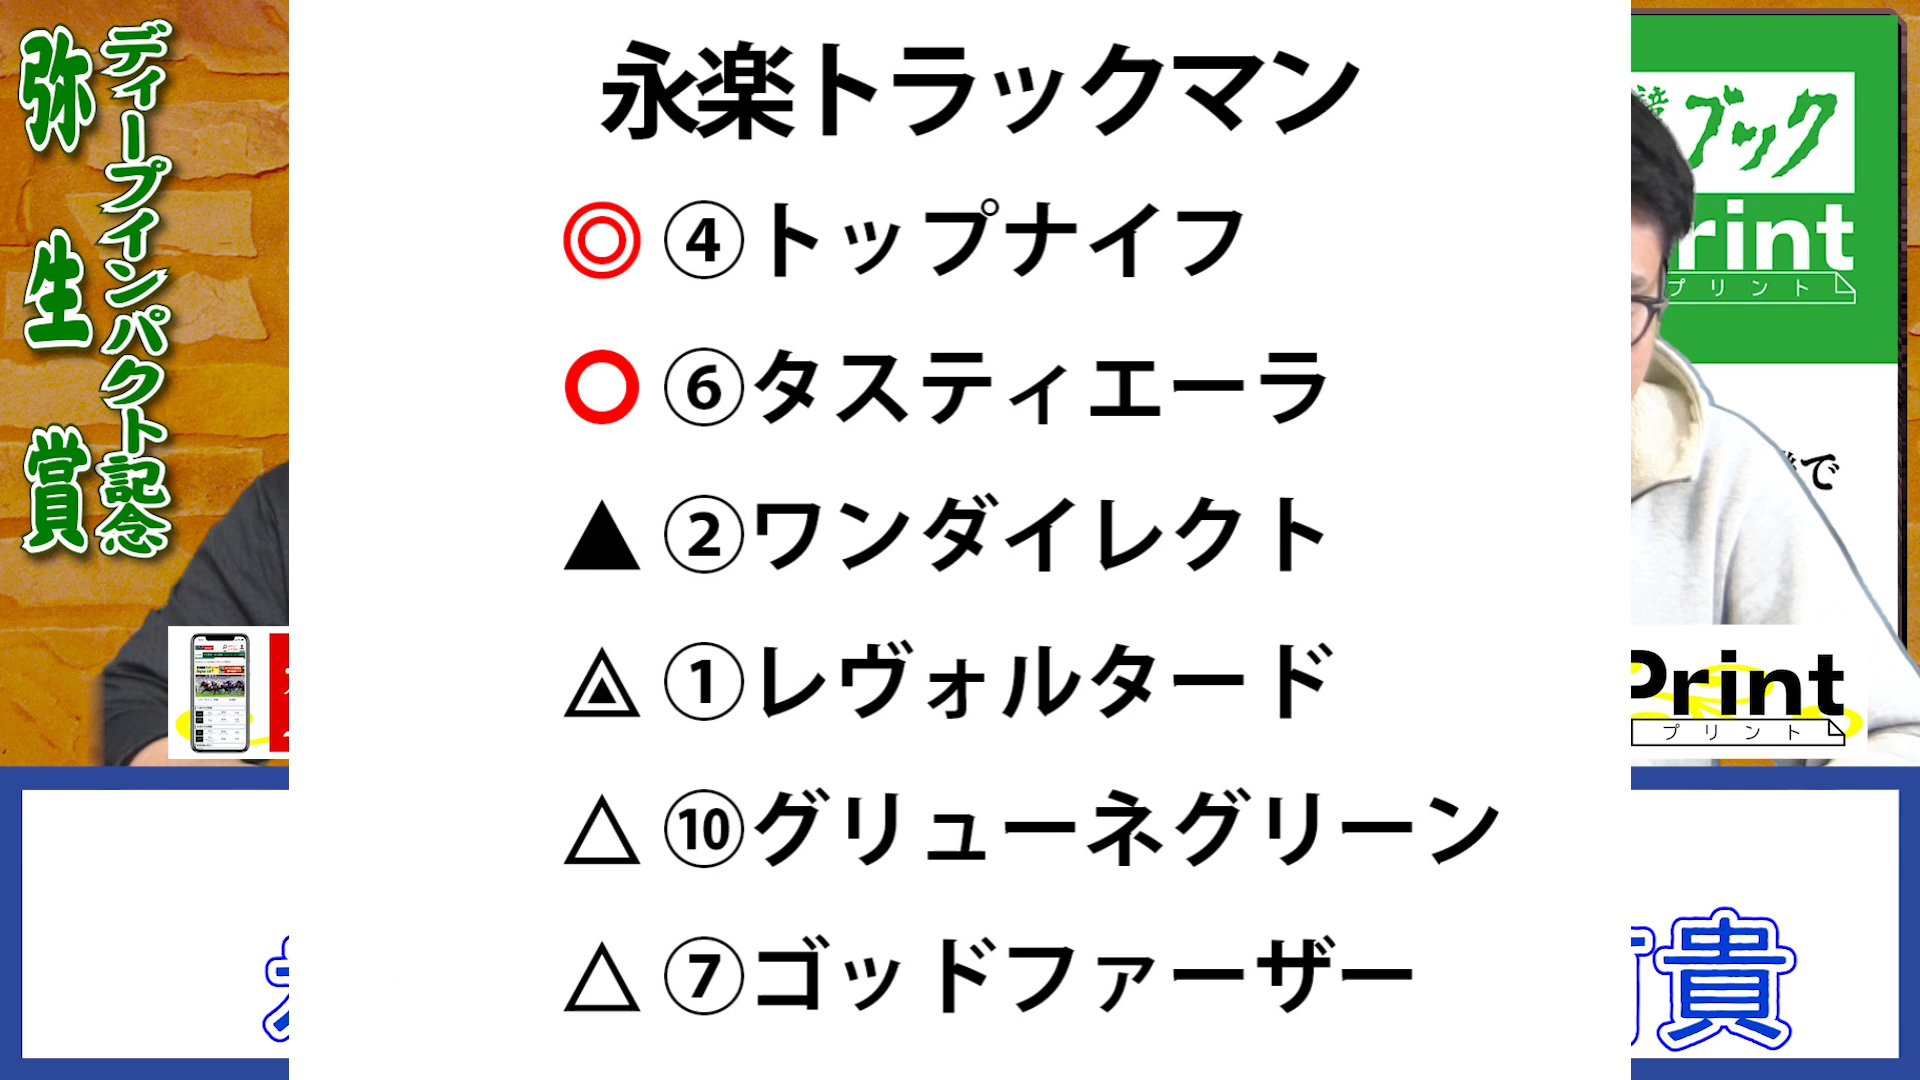 弥生賞
ディープインパクト記念
永楽トラックマン
◎④トップナイフ
○⑥タスティエーラ
▲②ワンダイレクト
①レヴォルタード
△⑩グリューネグリーン
△⑦ゴッドファーザー
ブック
rint
プリント
で
Print
プリント
貴